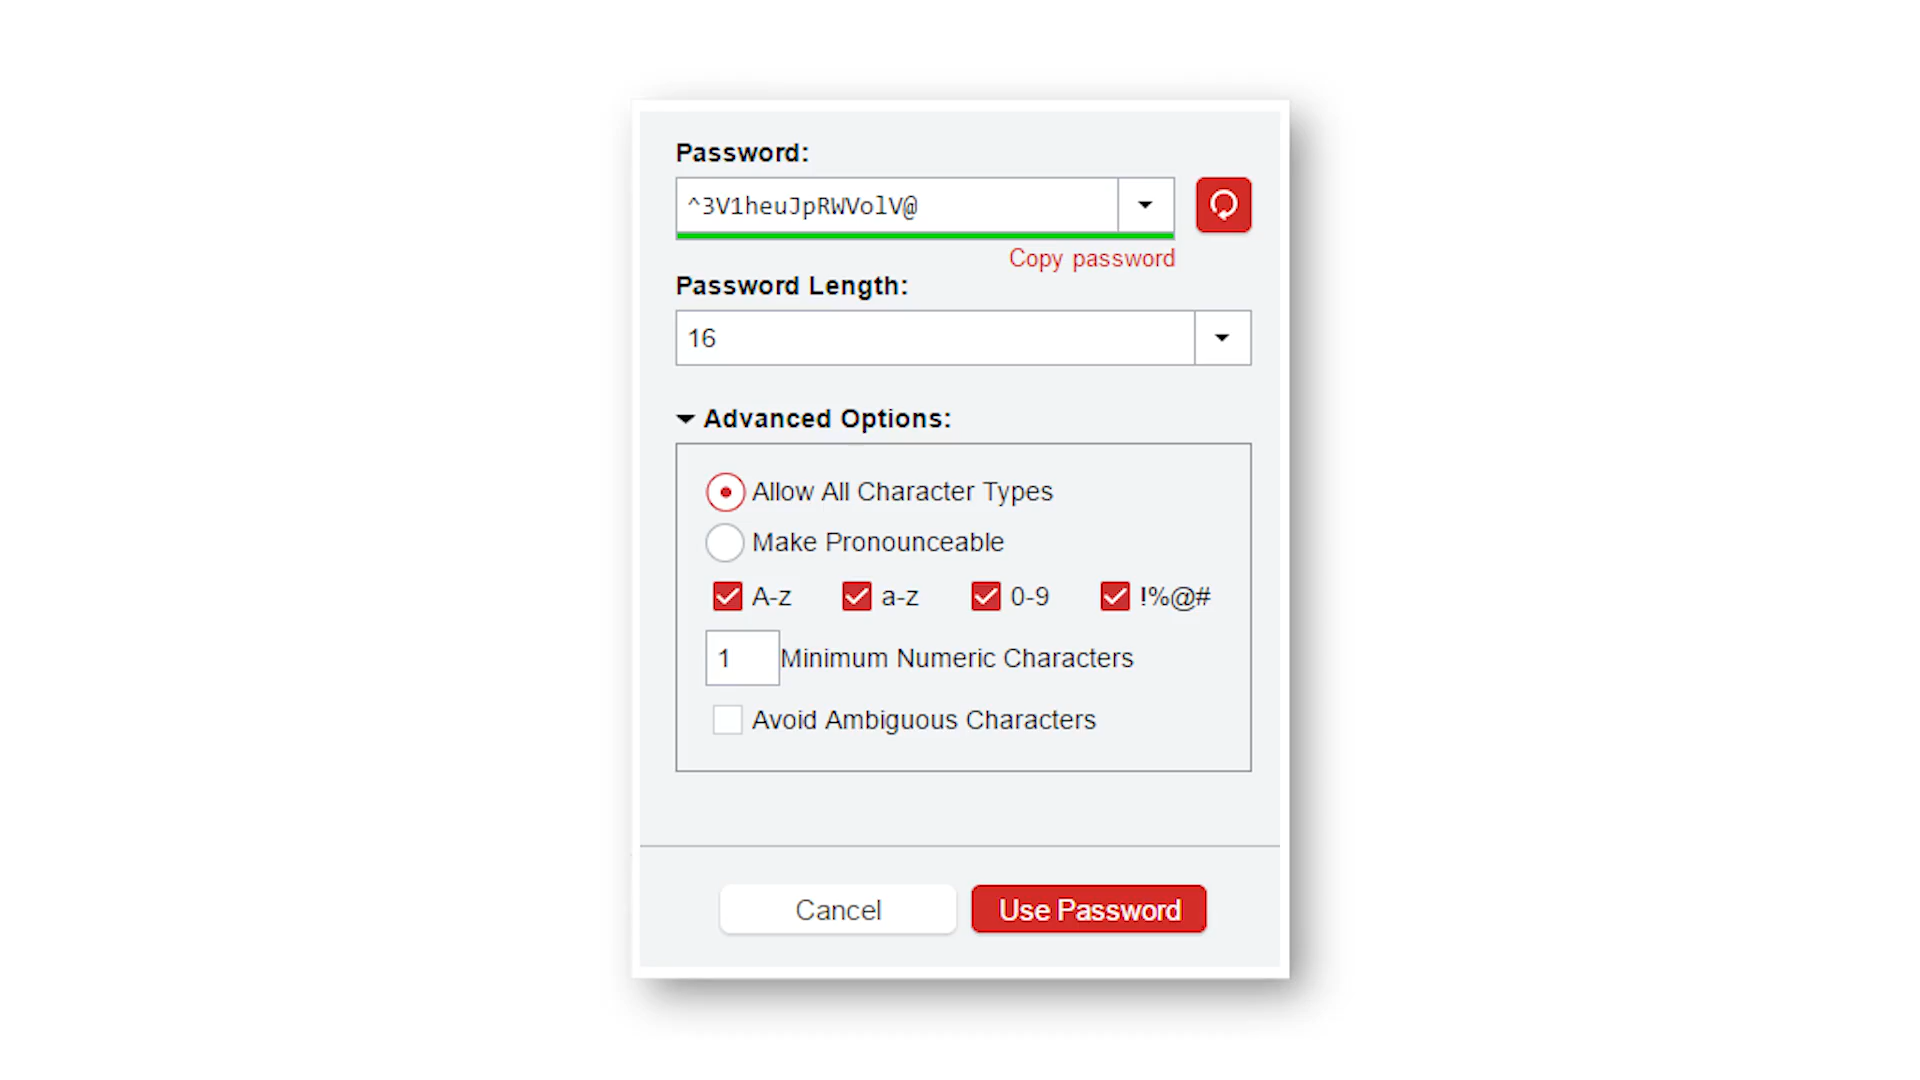 Password:
^3V1heuJpRWVolV@
Copy password
Password Length:
16
Advanced Options:
Allow All Character Types
Make Pronounceable
A-z a-z 0-9 !%@#
1 Minimum Numeric Characters
Avoid Ambiguous Characters
Cancel Use Password